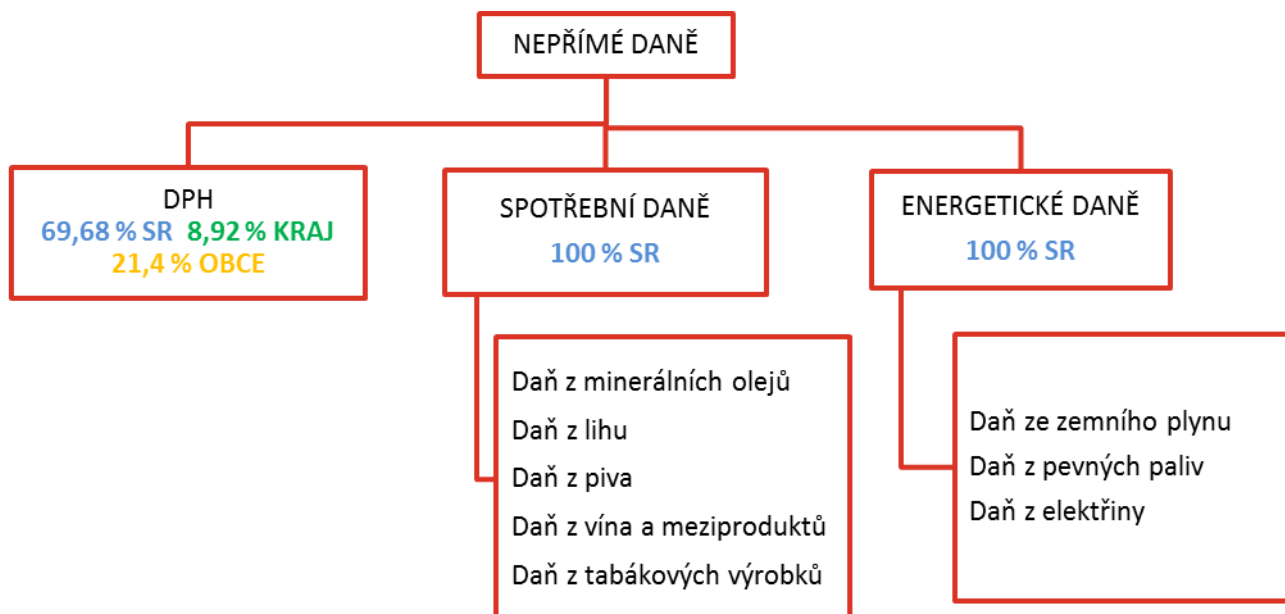 NEPŘÍMÉ DANĚ
DPH
69,68 % SR 8,92 % KRAJ
21,4 % OBCE
SPOTŘEBNÍ DANĚ
100 % SR
ENERGETICKÉ DANĚ
100 % SR
Daň z minerálních olejů
Daň z lihu
Daň z piva
Daň z vína a meziproduktů
Daň z tabákových výrobků
Daň ze zemního plynu
Daň z pevných paliv
Daň z elektřiny